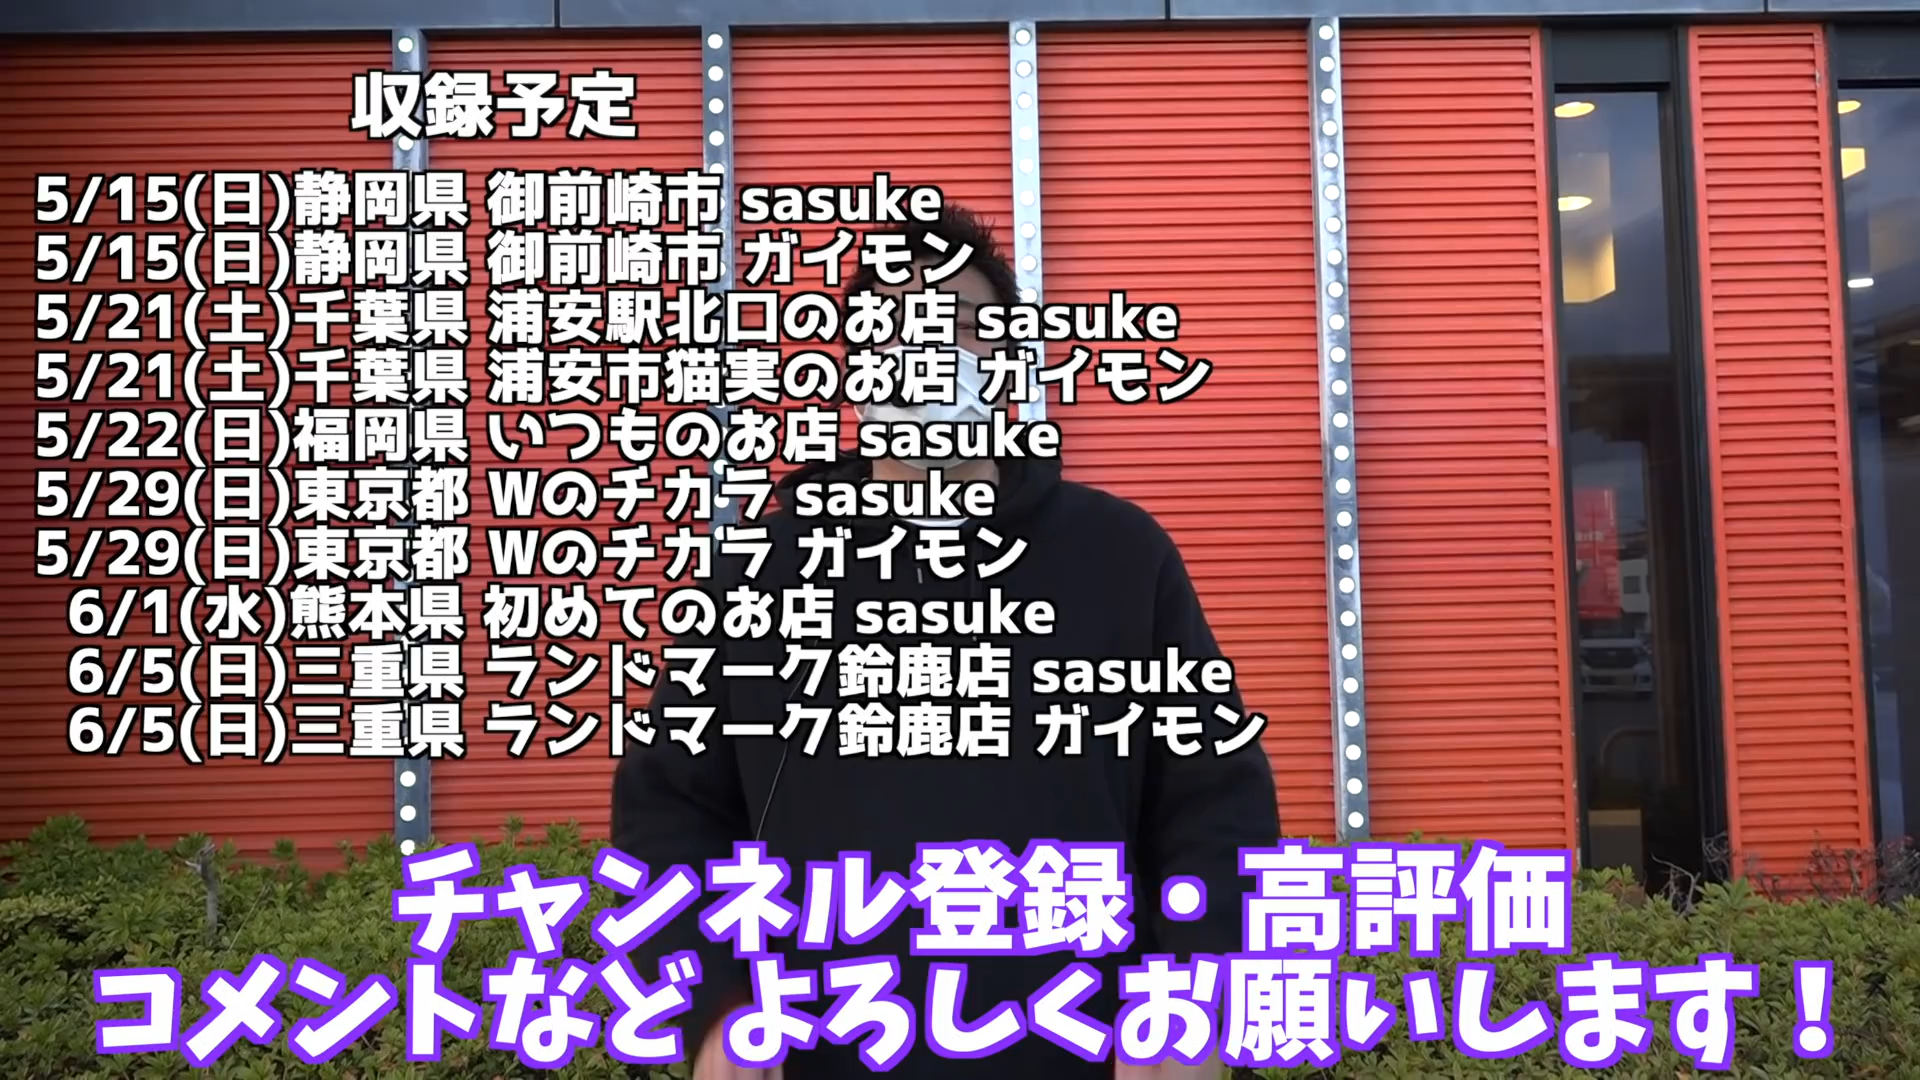 収録予定
5/15(日)静岡県 御前崎市 sasuke
5/15(日)静岡県 御前崎市 ガイモン
5/21(土)千葉県 浦安駅北口のお店 sasuke
5/21(土)千葉県 浦安市猫実のお店 ガイモン
5/22(日)福岡県 いつものお店 sasuke
5/29(日)東京都 Wのチカラ sasuke
5/29(日)東京都 Wのチカラ ガイモン
6/1(水)熊本県 初めてのお店 sasuke
6/5(日)三重県 ランドマーク鈴鹿店 sasuke
6/5(日)三重県 ランドマーク鈴鹿店 ガイモン
チャンネル登録・高評価
コメントなど よろしくお願いします！